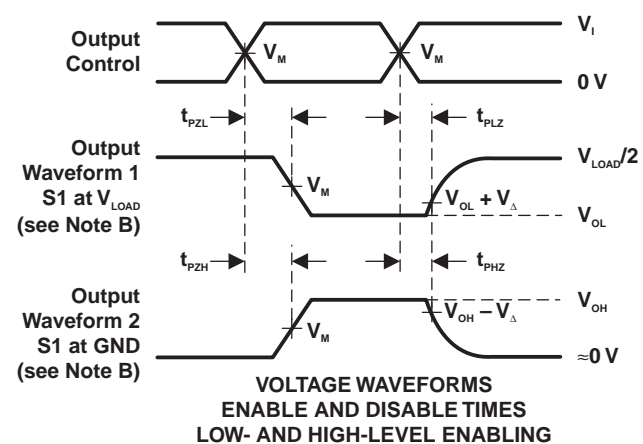 Output
Control
V_M
V_M
V_I
0 V
t_PZL
t_PLZ
Output
Waveform 1
S1 at V_LOAD
(see Note B)
V_M
V_OL + V_Δ
V_LOAD/2
V_OL
t_PZH
t_PHZ
Output
Waveform 2
S1 at GND
(see Note B)
V_M
V_OH − V_Δ
V_OH
≈0 V
VOLTAGE WAVEFORMS
ENABLE AND DISABLE TIMES
LOW- AND HIGH-LEVEL ENABLING